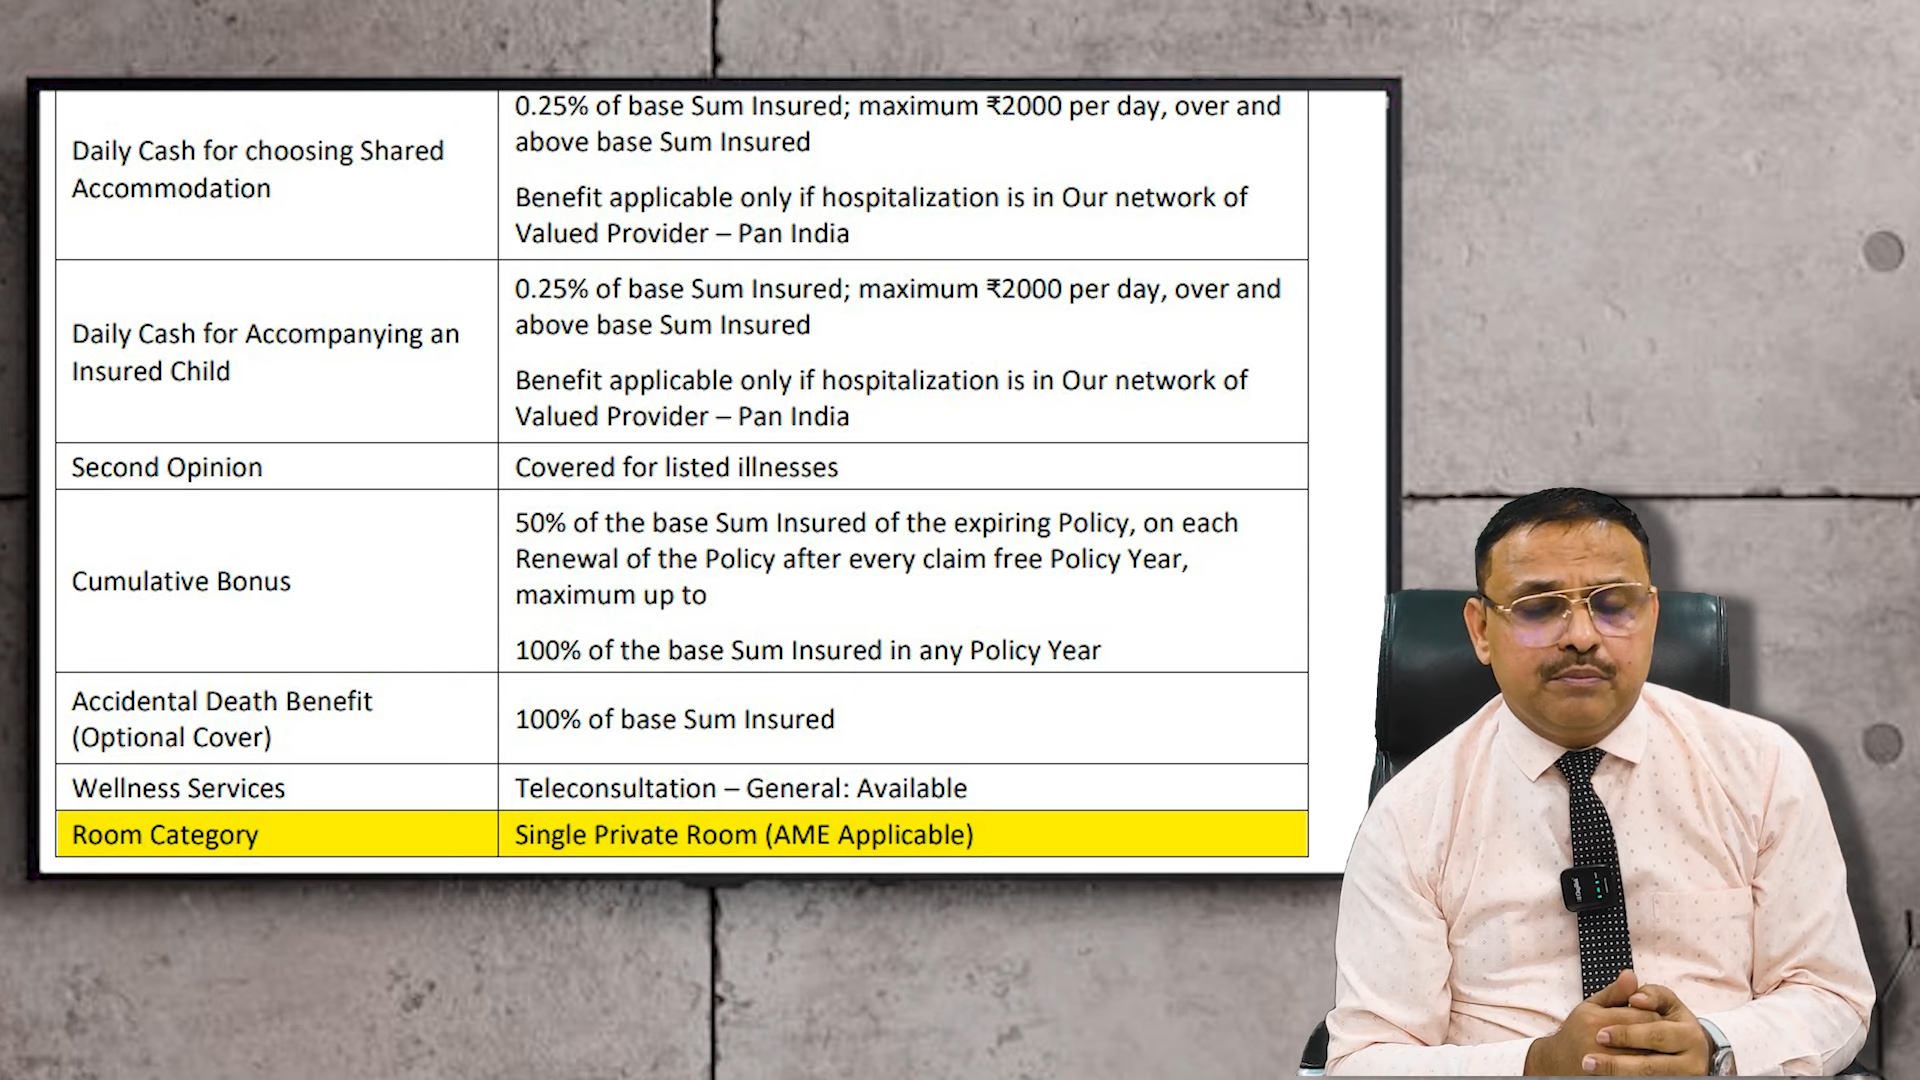 0.25% of base Sum Insured; maximum ₹2000 per day, over and
above base Sum Insured
Daily Cash for choosing Shared
Accommodation
Benefit applicable only if hospitalization is in Our network of
Valued Provider – Pan India
0.25% of base Sum Insured; maximum ₹2000 per day, over and
above base Sum Insured
Daily Cash for Accompanying an
Insured Child
Benefit applicable only if hospitalization is in Our network of
Valued Provider – Pan India
Second Opinion
Covered for listed illnesses
Cumulative Bonus
50% of the base Sum Insured of the expiring Policy, on each
Renewal of the Policy after every claim free Policy Year,
maximum up to
100% of the base Sum Insured in any Policy Year
Accidental Death Benefit
(Optional Cover)
100% of base Sum Insured
Wellness Services
Teleconsultation – General: Available
Room Category
Single Private Room (AME Applicable)